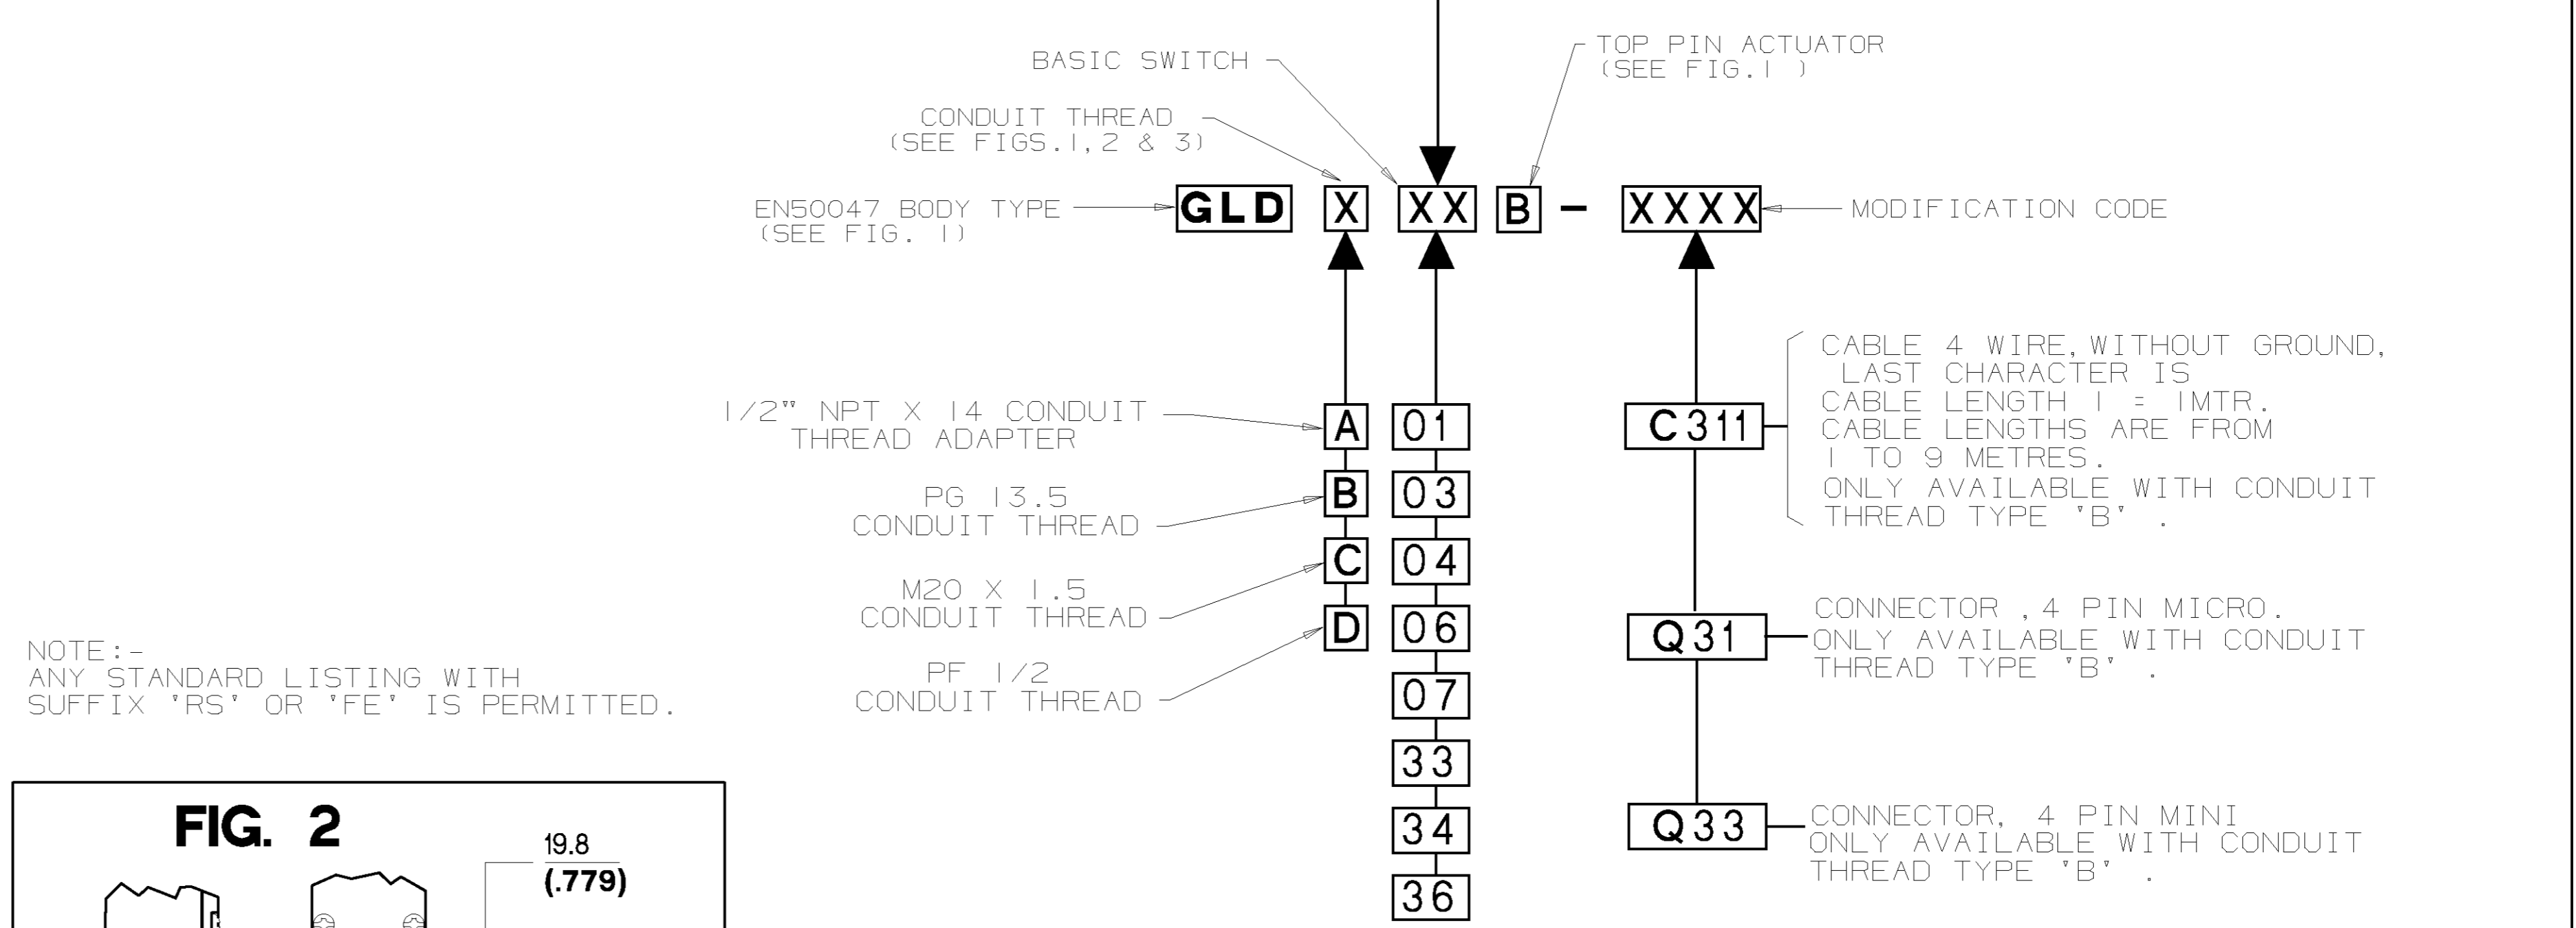 BASIC SWITCH
TOP PIN ACTUATOR
(SEE FIG.1 )
CONDUIT THREAD
(SEE FIGS.1,2 & 3)
EN50047 BODY TYPE
(SEE FIG. 1)
GLD X XX B - XXXX
MODIFICATION CODE
1/2" NPT X 14 CONDUIT
THREAD ADAPTER
PG 13.5
CONDUIT THREAD
M20 X 1.5
CONDUIT THREAD
PF 1/2
CONDUIT THREAD
A
B
C
D
01
03
04
06
07
33
34
36
C311
CABLE 4 WIRE,WITHOUT GROUND,
LAST CHARACTER IS
CABLE LENGTH 1 = 1MTR.
CABLE LENGTHS ARE FROM
1 TO 9 METRES.
ONLY AVAILABLE WITH CONDUIT
THREAD TYPE 'B' .
Q31
CONNECTOR ,4 PIN MICRO.
ONLY AVAILABLE WITH CONDUIT
THREAD TYPE 'B' .
Q33
CONNECTOR, 4 PIN MINI
ONLY AVAILABLE WITH CONDUIT
THREAD TYPE 'B' .
NOTE:-
ANY STANDARD LISTING WITH
SUFFIX 'RS' OR 'FE' IS PERMITTED.
FIG. 2
19.8
(.779)